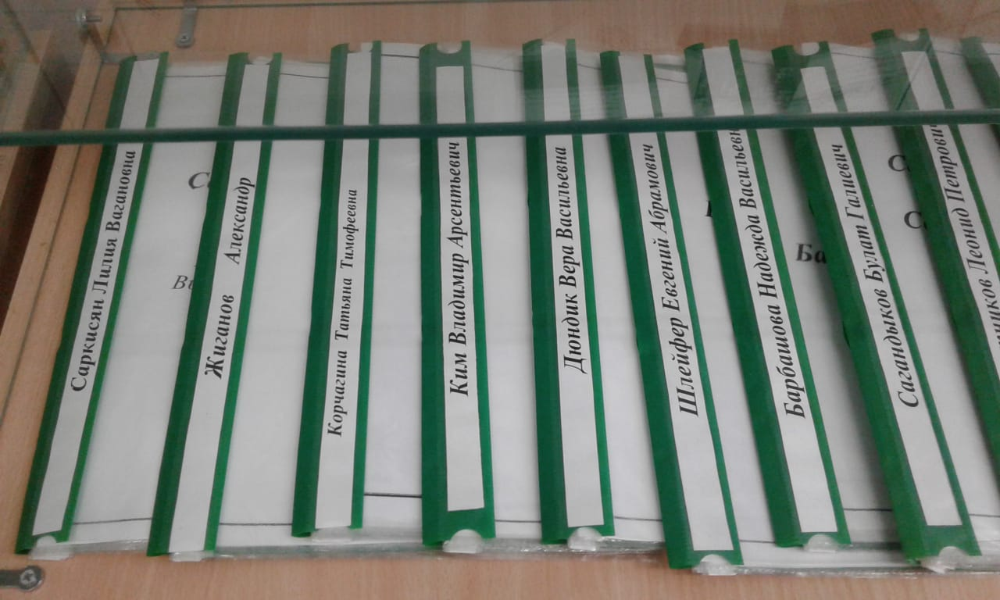 Саркисян Лилия Вагановна
Жиганов Александр
Корчагина Татьяна Тимофеевна
Ким Владимир Арсентьевич
Дюндик Вера Васильевна
Шлейфер Евгений Абрамович
Барбашова Надежда Васильевна
Сагандыков Булат Галиевич
Леонид Петрович